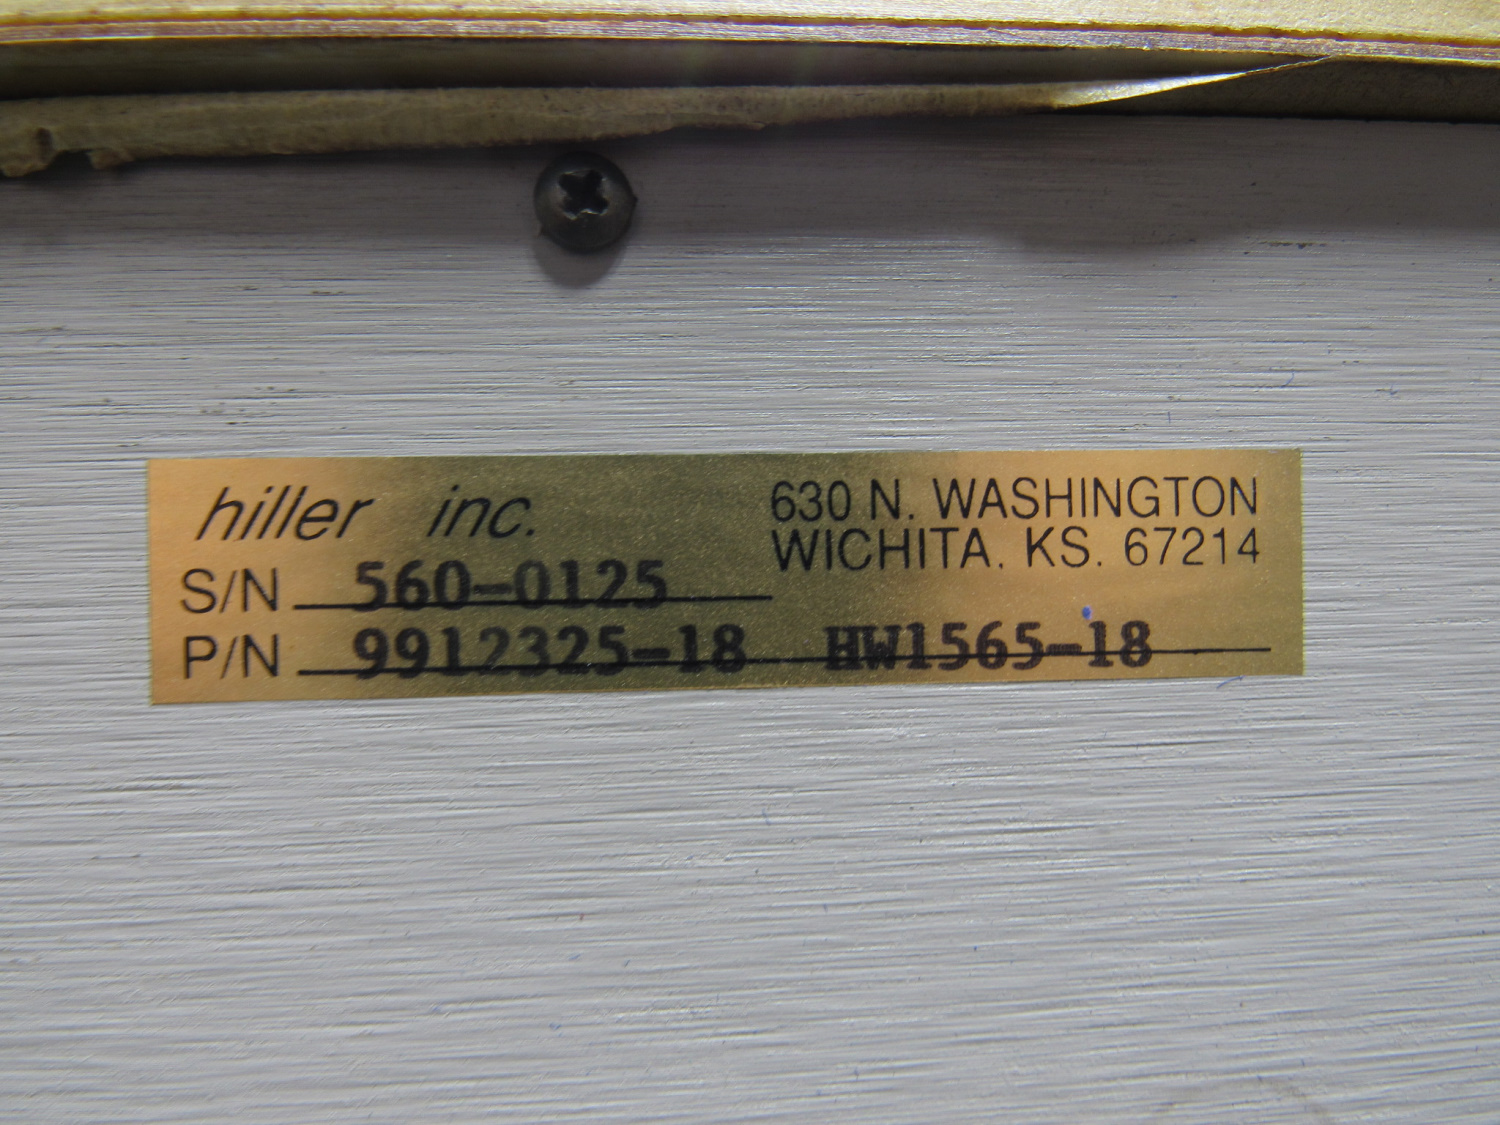 hiller inc.
630 N. WASHINGTON
WICHITA. KS. 67214
S/N 560-0125
P/N 9912325-18 HW1565-18